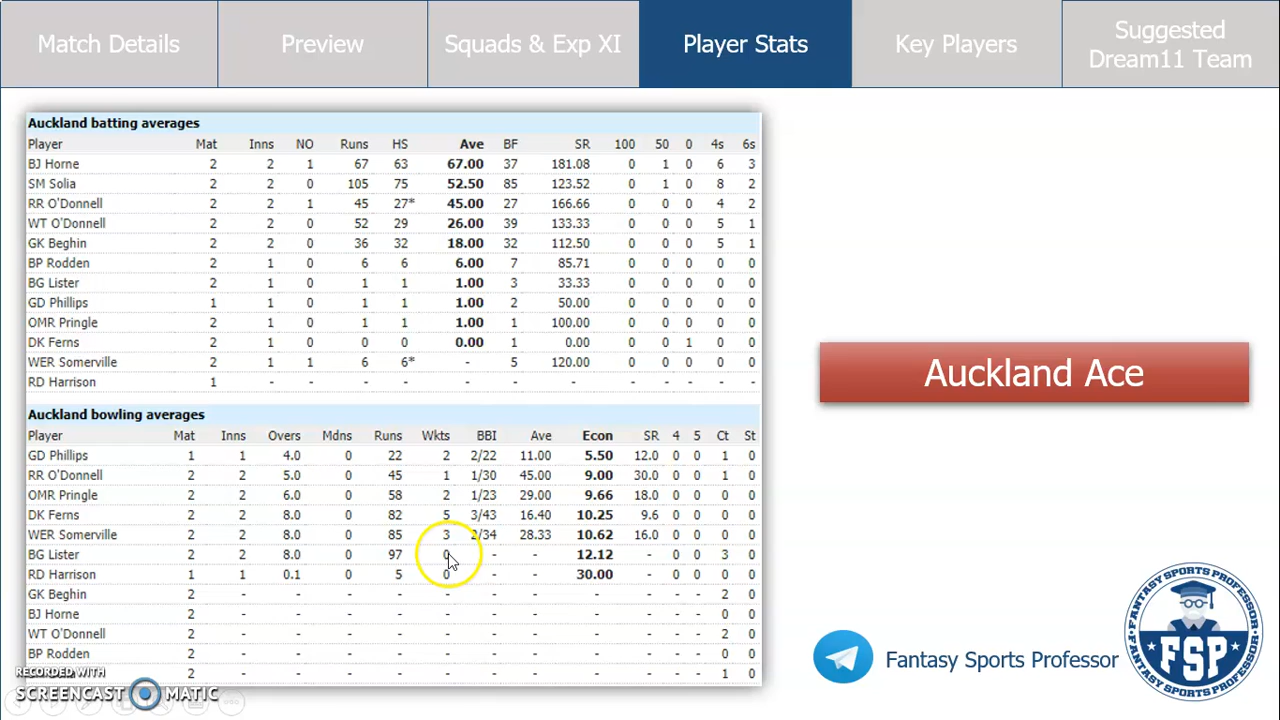 Match Details
Preview
Squads & Exp XI
Player Stats
Key Players
Suggested
Dream11 Team
Auckland batting averages
Player Mat Inns NO Runs HS Ave BF SR 100 50 0 4s 6s
BJ Horne 2 2 1 67 63 67.00 37 181.08 0 1 0 6 3
SM Solia 2 2 0 105 75 52.50 85 123.52 0 1 0 8 2
RR O'Donnell 2 2 1 45 27* 45.00 27 166.66 0 0 0 4 2
WT O'Donnell 2 2 0 52 29 26.00 39 133.33 0 0 0 5 1
GK Beghin 2 2 0 36 32 18.00 32 112.50 0 0 0 5 1
BP Rodden 2 1 0 6 6 6.00 7 85.71 0 0 0 0 0
BG Lister 2 1 0 1 1 1.00 3 33.33 0 0 0 0 0
GD Phillips 1 1 0 1 1 1.00 2 50.00 0 0 0 0 0
OMR Pringle 2 1 0 1 1 1.00 1 100.00 0 0 0 0 0
DK Ferns 2 1 0 0 0 0.00 1 0.00 0 0 1 0 0
WER Somerville 2 1 1 6 6* - 5 120.00 0 0 0 0 0
RD Harrison 1 - - - - - - - - - - - -
Auckland bowling averages
Player Mat Inns Overs Mdns Runs Wkts BBI Ave Econ SR 4 5 Ct St
GD Phillips 1 1 4.0 0 22 2 2/22 11.00 5.50 12.0 0 0 1 0
RR O'Donnell 2 2 5.0 0 45 1 1/30 45.00 9.00 30.0 0 0 1 0
OMR Pringle 2 2 6.0 0 58 2 1/23 29.00 9.66 18.0 0 0 0 0
DK Ferns 2 2 8.0 0 82 5 3/43 16.40 10.25 9.6 0 0 0 0
WER Somerville 2 2 8.0 0 85 3 2/34 28.33 10.62 16.0 0 0 0 0
BG Lister 2 2 8.0 0 97 0 - - 12.12 - 0 0 3 0
RD Harrison 1 1 0.1 0 5 0 - - 30.00 - 0 0 0 0
GK Beghin 2 - - - - - - - - - - - 2 0
BJ Horne 2 - - - - - - - - - - - 0 0
WT O'Donnell 2 - - - - - - - - - - - 2 0
BP Rodden 2 - - - - - - - - - - - 0 0
2 - - - - - - - - - - - 1 0
Auckland Ace
Fantasy Sports Professor
FANTASY SPORTS PROFESSOR
FSP
FANTASY SPORTS PROFESSOR
RECORDED WITH
SCREENCAST MATIC